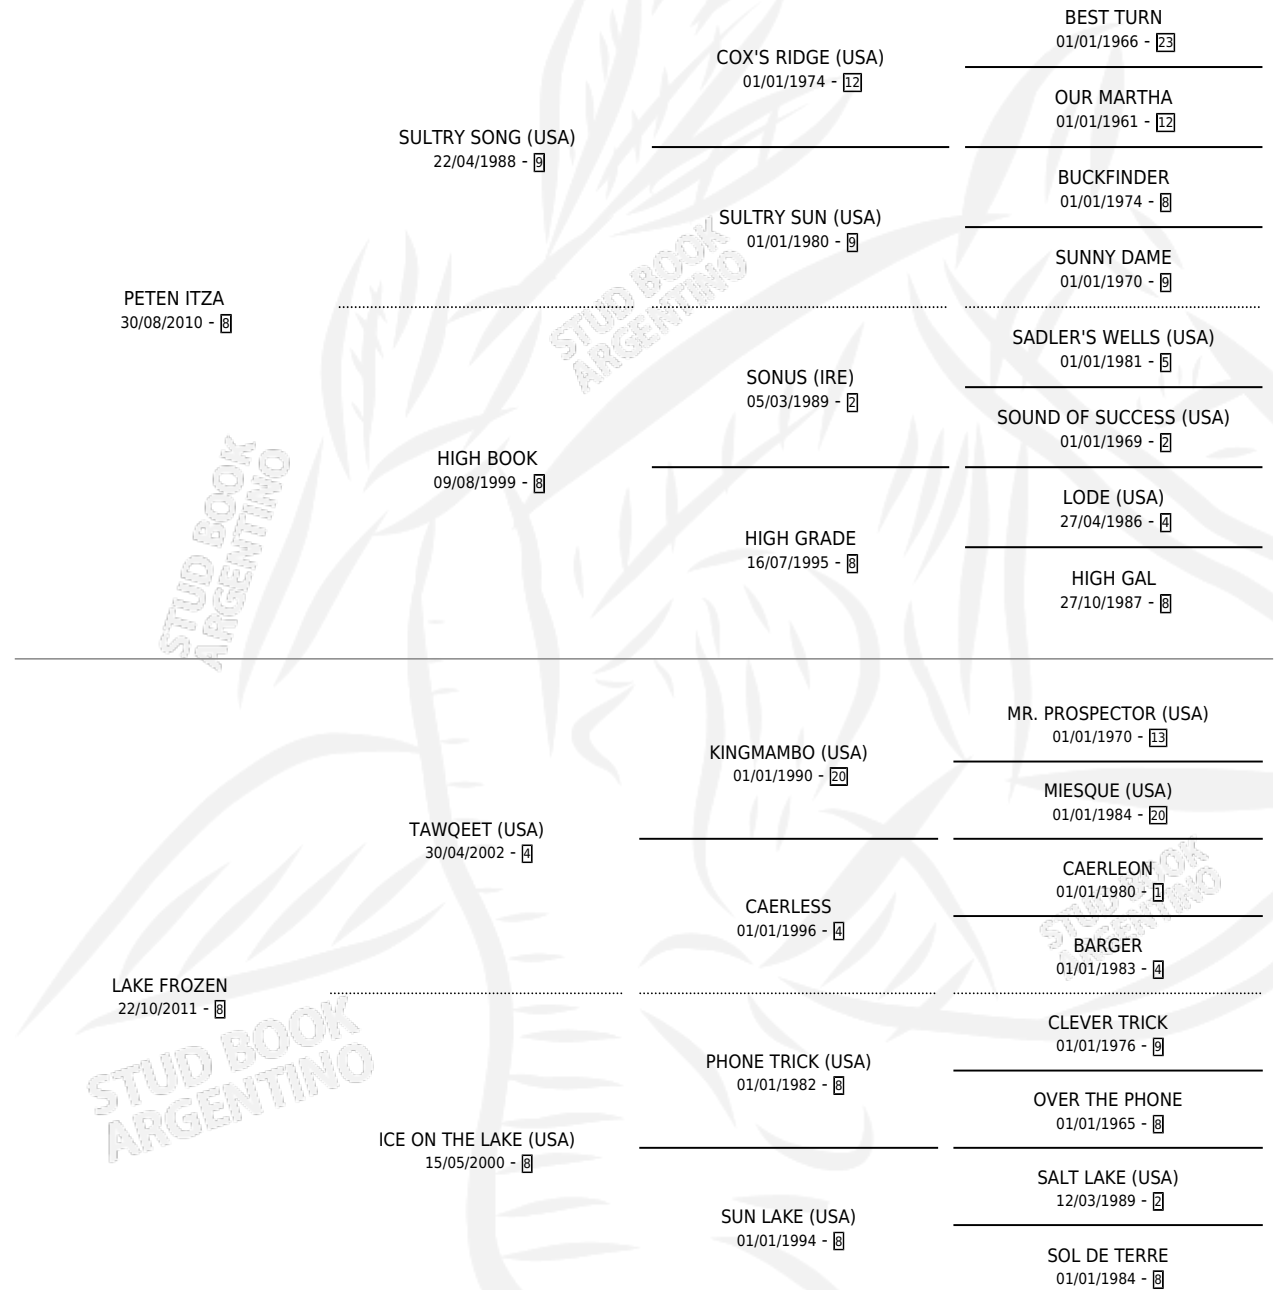 BEST TURN
01/01/1966 - 23
COX'S RIDGE (USA)
01/01/1974 - 12
OUR MARTHA
01/01/1961 - 12
SULTRY SONG (USA)
22/04/1988 - 9
BUCKFINDER
01/01/1974 - 8
SULTRY SUN (USA)
01/01/1980 - 9
SUNNY DAME
01/01/1970 - 9
PETEN ITZA
30/08/2010 - 8
SADLER'S WELLS (USA)
01/01/1981 - 5
SONUS (IRE)
05/03/1989 - 2
SOUND OF SUCCESS (USA)
01/01/1969 - 2
HIGH BOOK
09/08/1999 - 8
LODE (USA)
27/04/1986 - 4
HIGH GRADE
16/07/1995 - 8
HIGH GAL
27/10/1987 - 8
STUD BOOK
ARGENTINO
STUD BOOK
ARGENTINO
MR. PROSPECTOR (USA)
01/01/1970 - 13
KINGMAMBO (USA)
01/01/1990 - 20
MIESQUE (USA)
01/01/1984 - 20
TAWQEET (USA)
30/04/2002 - 4
CAERLEON
01/01/1980 - 1
CAERLESS
01/01/1996 - 4
BARGER
01/01/1983 - 4
STUD BOOK
ARGENTINO
LAKE FROZEN
22/10/2011 - 8
CLEVER TRICK
01/01/1976 - 9
PHONE TRICK (USA)
01/01/1982 - 8
OVER THE PHONE
01/01/1965 - 8
STUD BOOK
ARGENTINO
ICE ON THE LAKE (USA)
15/05/2000 - 8
SALT LAKE (USA)
12/03/1989 - 2
SUN LAKE (USA)
01/01/1994 - 8
SOL DE TERRE
01/01/1984 - 8